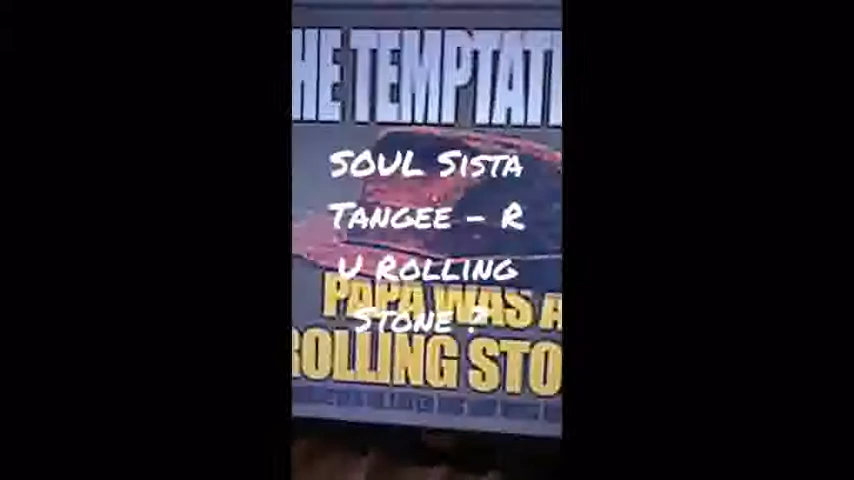 HE TEMPTATI
SOUL Sista
Tangee - R
U Rolling
Stone ?
PAPA WAS A
ROLLING STO